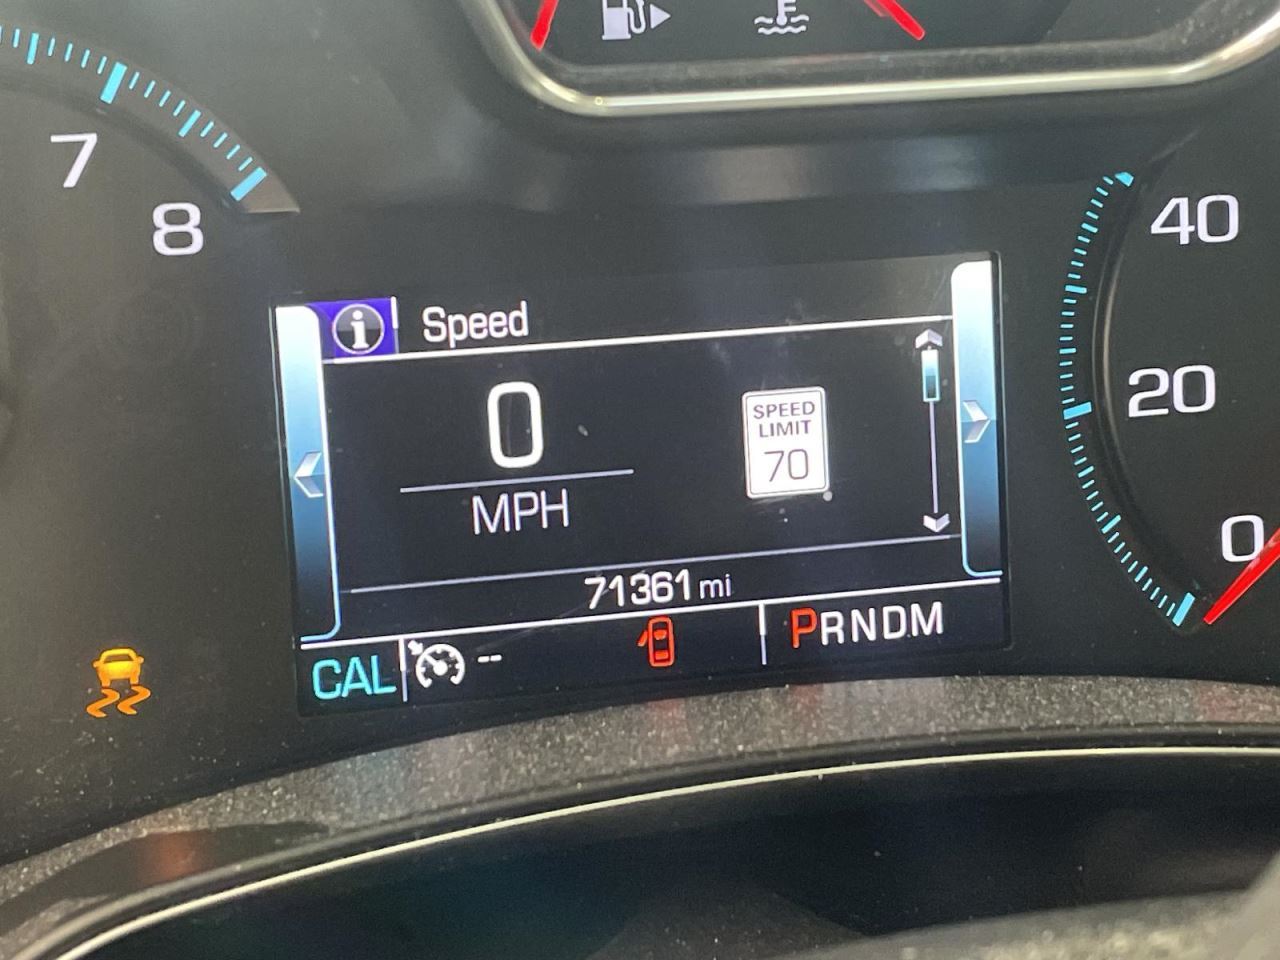 7
8
40
20
0
i Speed
0
MPH
SPEED
LIMIT
70
71361 mi
CAL
--
PRNDM